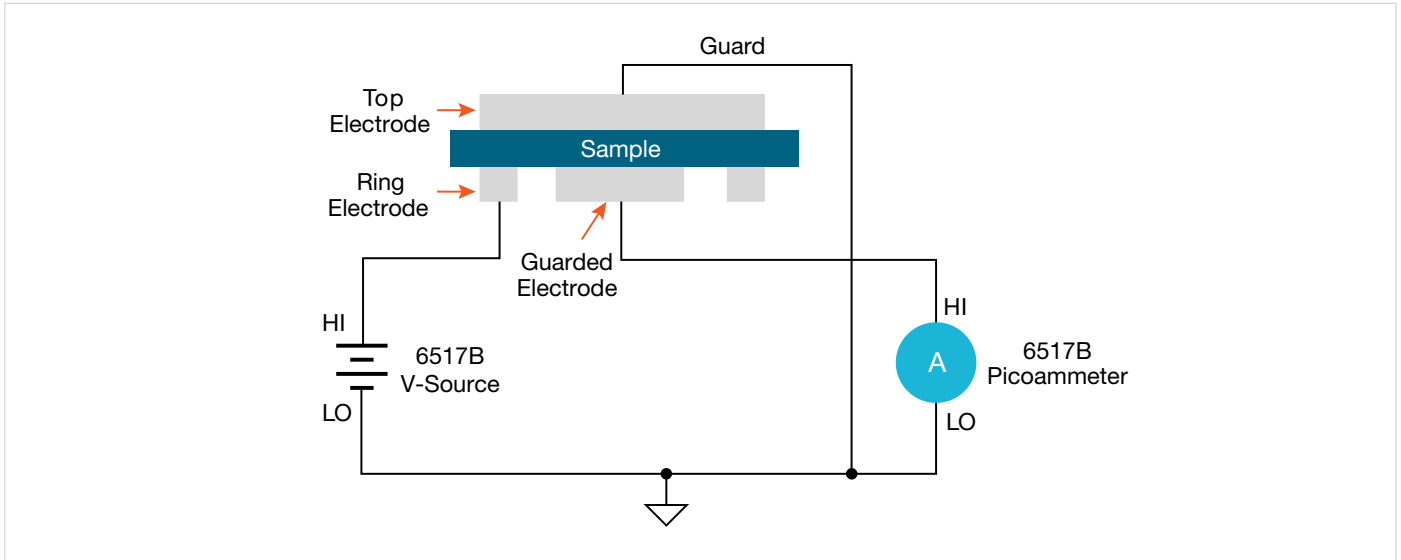 Guard
Top
Electrode
Sample
Ring
Electrode
Guarded
Electrode
HI
6517B
V-Source
LO
HI
A
6517B
Picoammeter
LO